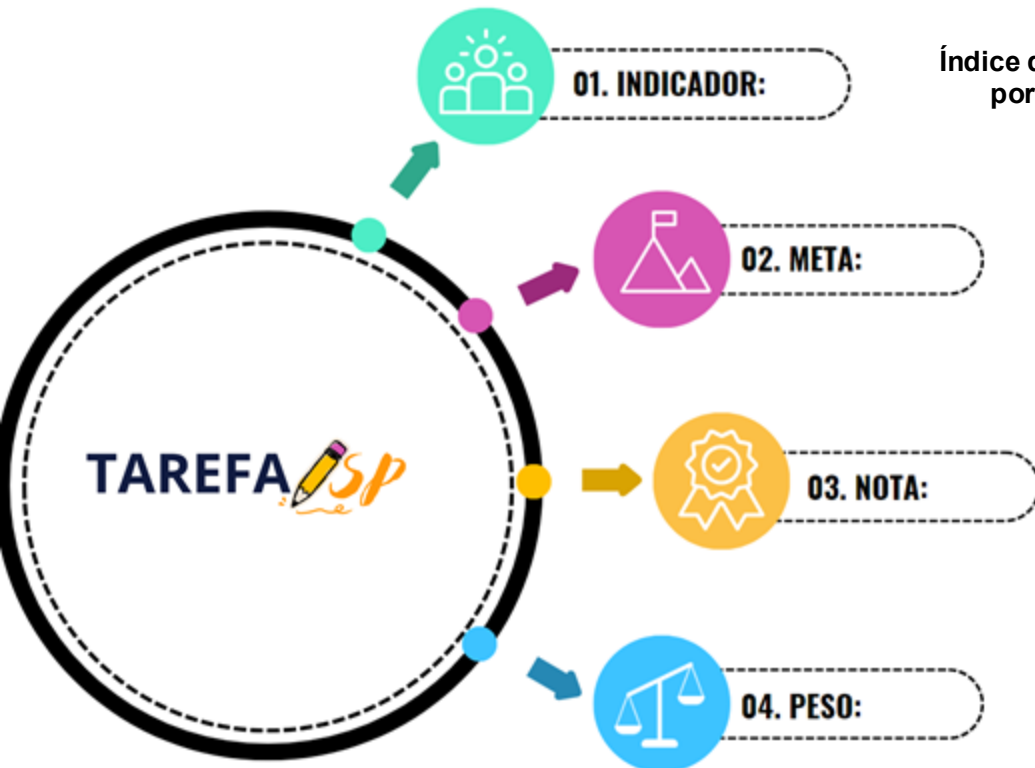 01. INDICADOR:
Índice
por
02. META:
TAREFA SP
03. NOTA:
04. PESO: